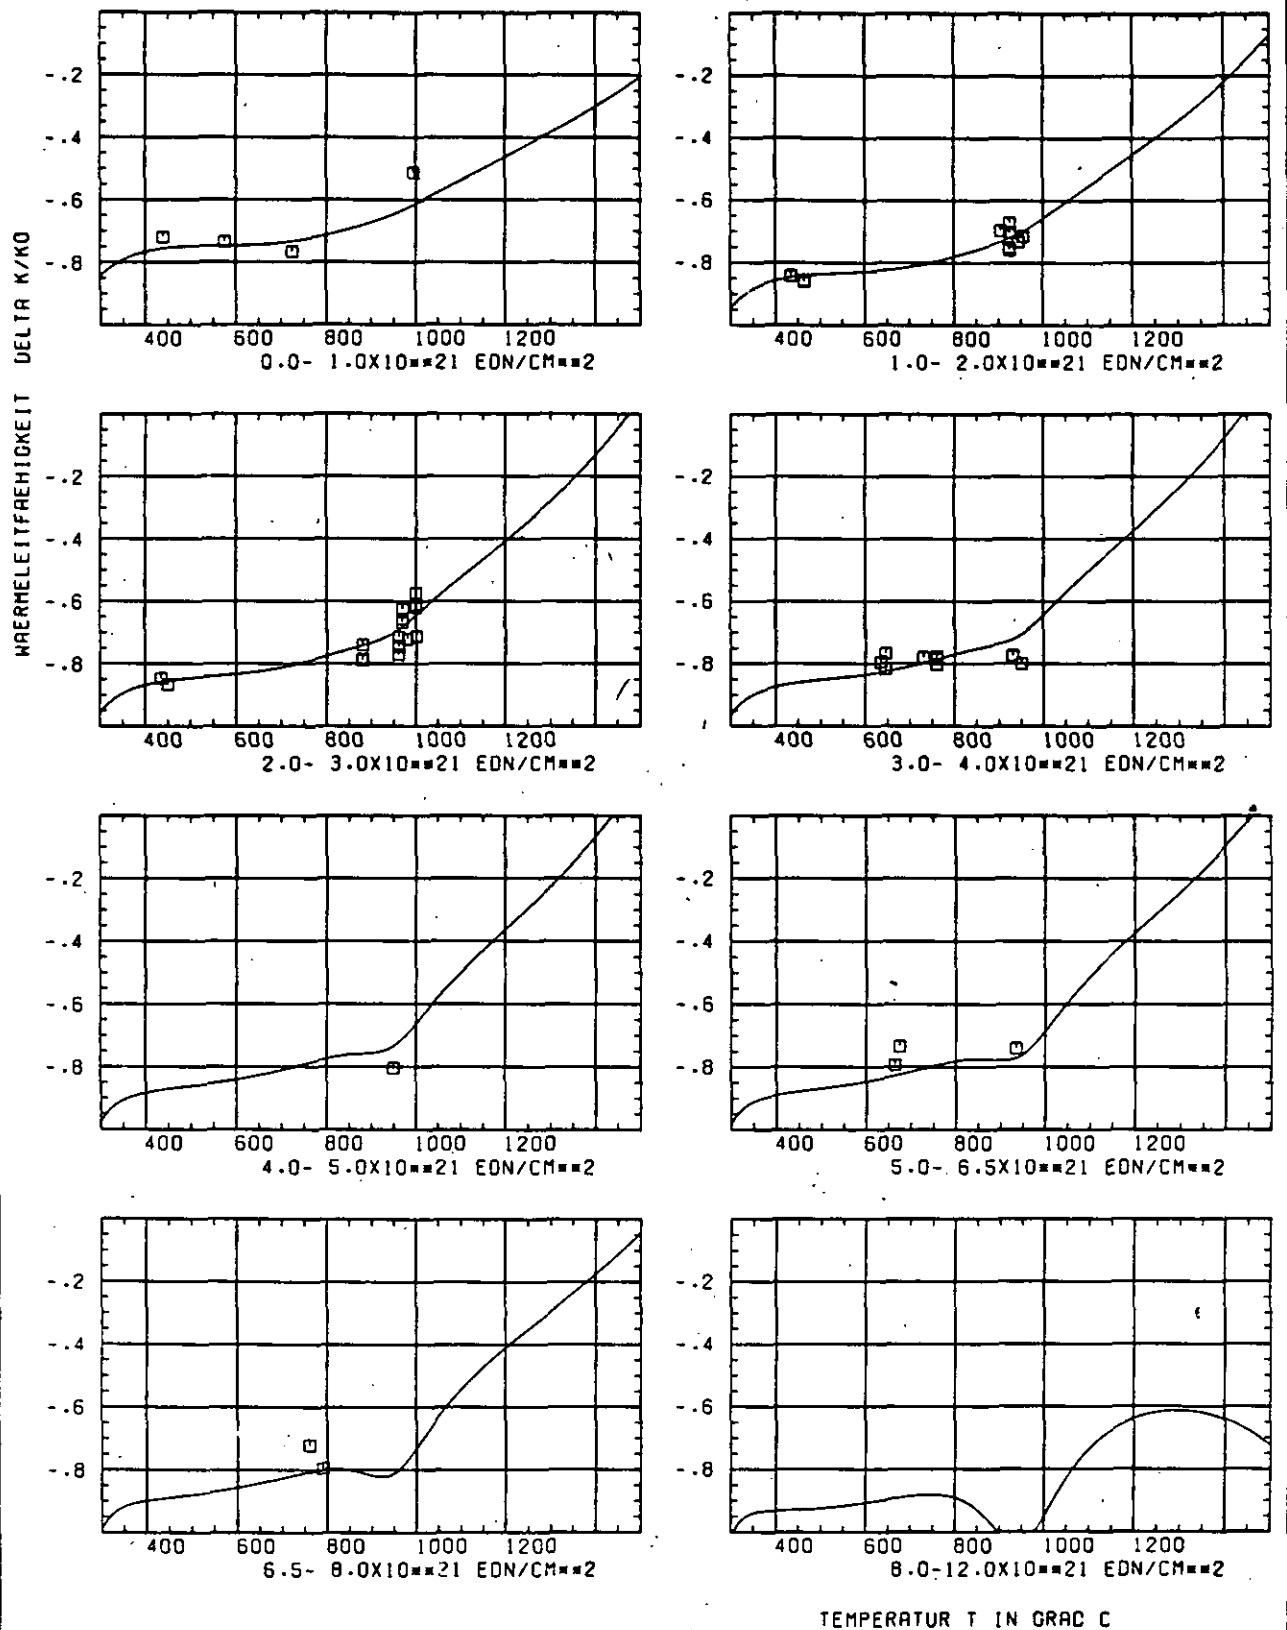 WAERMELEITFAEHIGKEIT DELTA K/KO
-.2
-.4
-.6
-.8
400 600 800 1000 1200
0.0- 1.0X10**21 EDN/CM**2
-.2
-.4
-.6
-.8
400 600 800 1000 1200
1.0- 2.0X10**21 EDN/CM**2
-.2
-.4
-.6
-.8
400 600 800 1000 1200
2.0- 3.0X10**21 EDN/CM**2
-.2
-.4
-.6
-.8
400 600 800 1000 1200
3.0- 4.0X10**21 EDN/CM**2
-.2
-.4
-.6
-.8
400 600 800 1000 1200
4.0- 5.0X10**21 EDN/CM**2
-.2
-.4
-.6
-.8
400 600 800 1000 1200
5.0- 6.5X10**21 EDN/CM**2
-.2
-.4
-.6
-.8
400 600 800 1000 1200
6.5- 8.0X10**21 EDN/CM**2
-.2
-.4
-.6
-.8
400 600 800 1000 1200
8.0-12.0X10**21 EDN/CM**2
TEMPERATUR T IN GRAD C